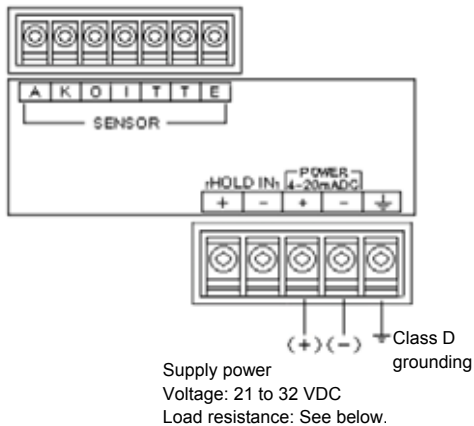 A K O I T T E
SENSOR
HOLD IN
POWER
4-20mADC
+ - + -
(+) (-)
Class D
grounding
Supply power
Voltage: 21 to 32 VDC
Load resistance: See below.